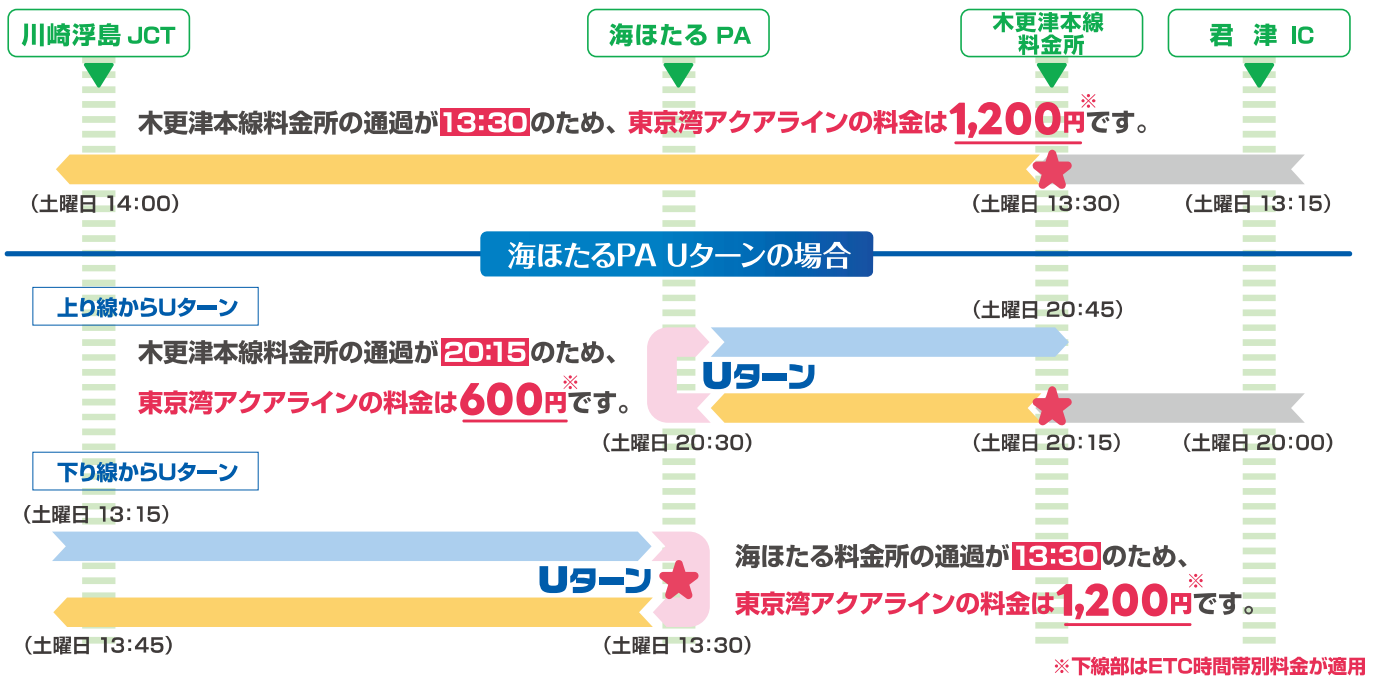 川崎浮島 JCT
海ほたる PA
木更津本線
料金所
君津 IC
木更津本線料金所の通過が13:30のため、東京湾アクアラインの料金は1,200円※です。
（土曜日 14：00）
（土曜日 13：30）
（土曜日 13：15）
海ほたるPA Uターンの場合
上り線からUターン
（土曜日 20：45）
木更津本線料金所の通過が20:15のため、
東京湾アクアラインの料金は600円※です。
Uターン
（土曜日 20：30）
（土曜日 20：15）
（土曜日 20：00）
下り線からUターン
（土曜日 13：15）
Uターン
海ほたる料金所の通過が13:30のため、
東京湾アクアラインの料金は1,200円※です。
（土曜日 13：45）
（土曜日 13：30）
※下線部はETC時間帯別料金が適用